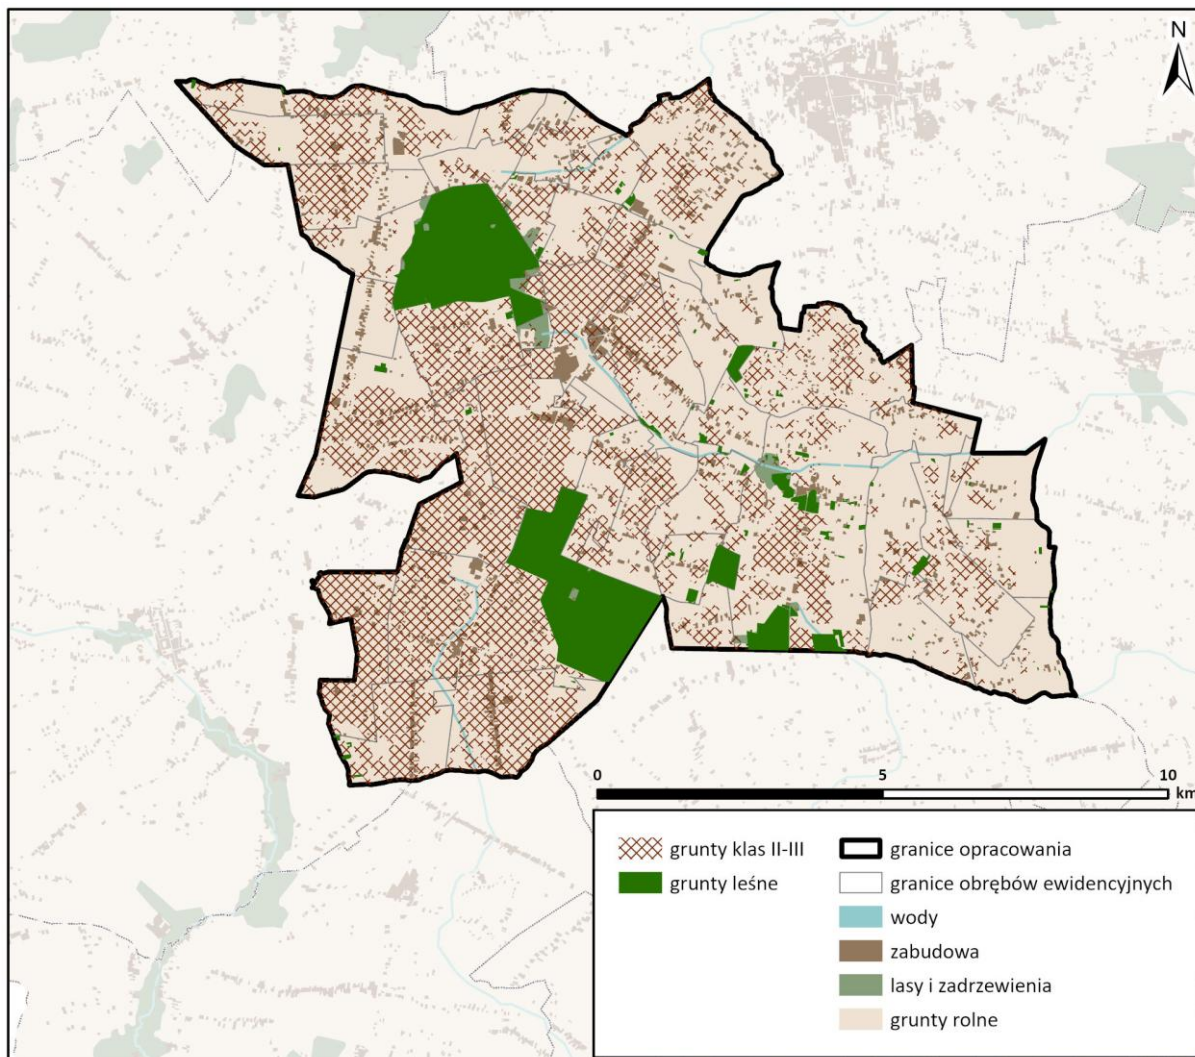 N
0 5 10
km
grunty klas II-III
grunty leśne
granice opracowania
granice obrębów ewidencyjnych
wody
zabudowa
lasy i zadrzewienia
grunty rolne